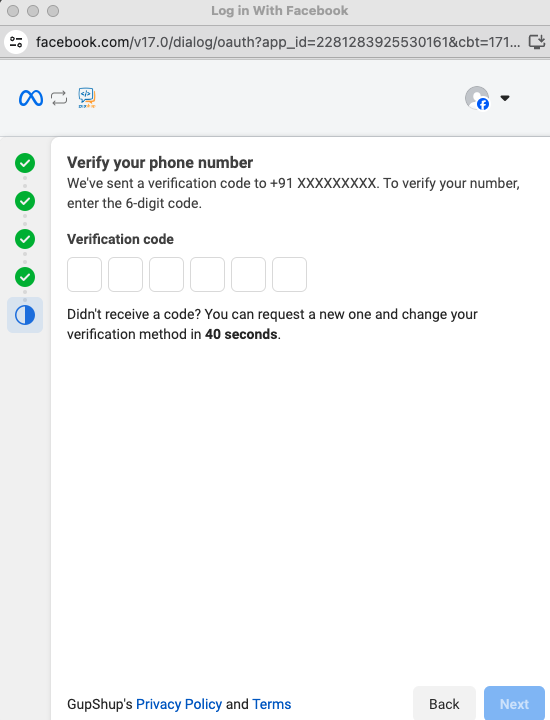 Log in With Facebook
facebook.com/v17.0/dialog/oauth?app_id=2281283925530161&cbt=171...
Verify your phone number
We've sent a verification code to +91 XXXXXXXXX. To verify your number,
enter the 6-digit code.
Verification code
Didn't receive a code? You can request a new one and change your
verification method in 40 seconds.
GupShup's Privacy Policy and Terms
Back
Next